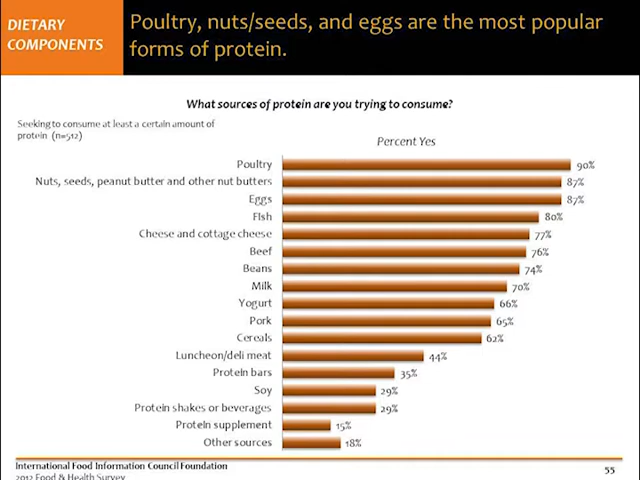 DIETARY
COMPONENTS
Poultry, nuts/seeds, and eggs are the most popular
forms of protein.
What sources of protein are you trying to consume?
Seeking to consume at least a certain amount of
protein (n=512)
Percent Yes
Poultry 90%
Nuts, seeds, peanut butter and other nut butters 87%
Eggs 87%
Fish 80%
Cheese and cottage cheese 77%
Beef 76%
Beans 74%
Milk 70%
Yogurt 66%
Pork 65%
Cereals 62%
Luncheon/deli meat 44%
Protein bars 35%
Soy 29%
Protein shakes or beverages 29%
Protein supplement 15%
Other sources 18%
International Food Information Council Foundation
2012 Food & Health Survey
55